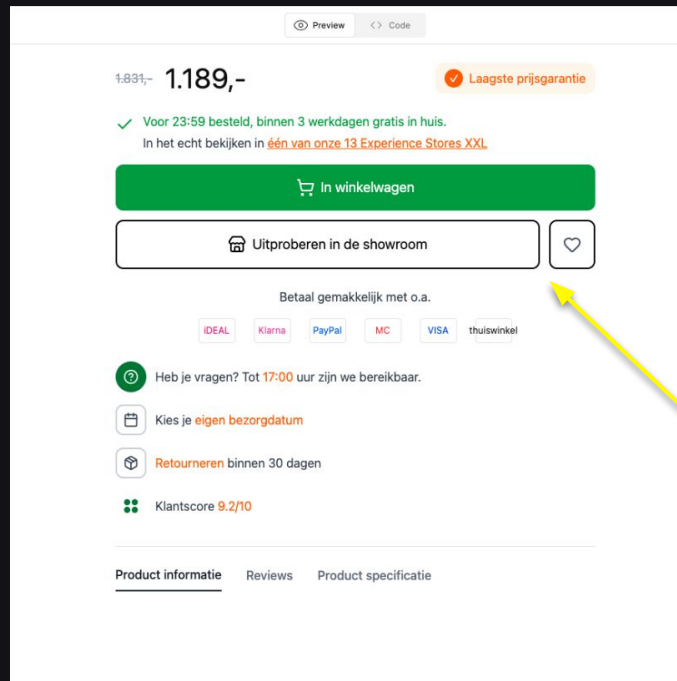 Preview <> Code
1.831,- 1.189,- Laagste prijsgarantie
Voor 23:59 besteld, binnen 3 werkdagen gratis in huis.
In het echt bekijken in één van onze 13 Experience Stores XXL
In winkelwagen
Uitproberen in de showroom
Betaal gemakkelijk met o.a.
iDEAL Klarna PayPal MC VISA thuiswinkel
Heb je vragen? Tot 17:00 uur zijn we bereikbaar.
Kies je eigen bezorgdatum
Retourneren binnen 30 dagen
Klantscore 9.2/10
Product informatie Reviews Product specificatie